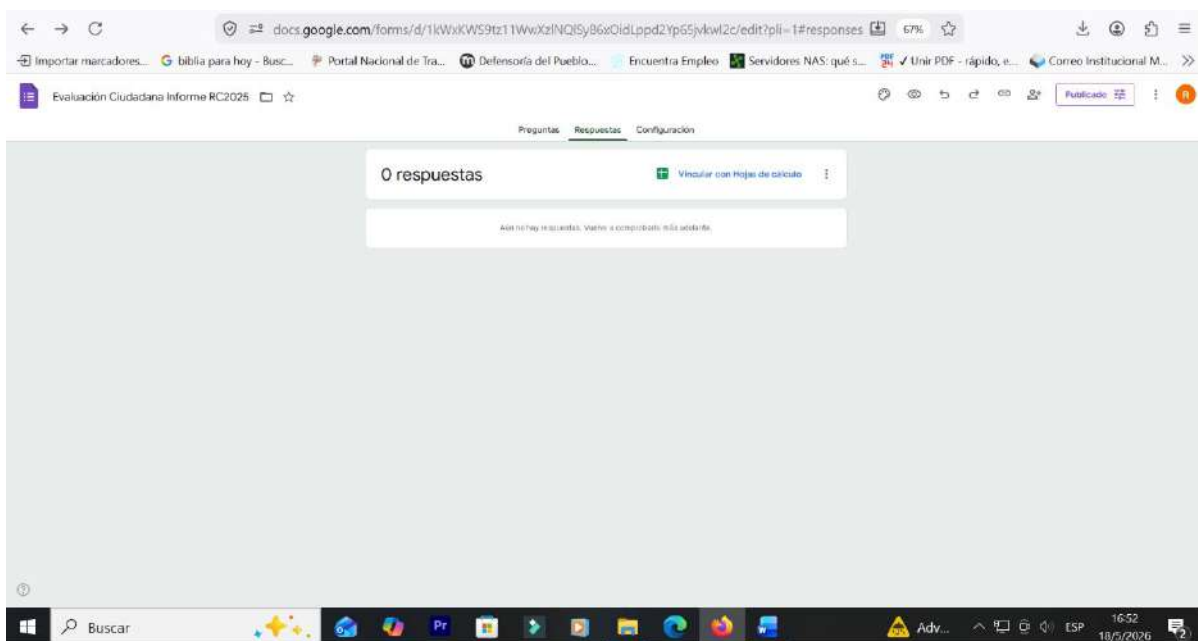 docs.google.com/forms/d/1kWxKWS9tz11WwXzlNQlSyB6xOidLppd2Yp65jvkwl2c/edit?pli=1#responses 67%
Importar marcadores... biblia para hoy - Busc... Portal Nacional de Tra... Defensoría del Pueblo... Encuentra Empleo Servidores NAS: qué s... ✓ Unir PDF - rápido, e... Correo Institucional M...
Evaluación Ciudadana Informe RC2025 Publicado
Preguntas Respuestas Configuración
0 respuestas Vincular con Hojas de cálculo
Aún no hay respuestas. Vuelve a comprobarlo más adelante.
Buscar Pr Adv... ESP 16:52
18/5/2026